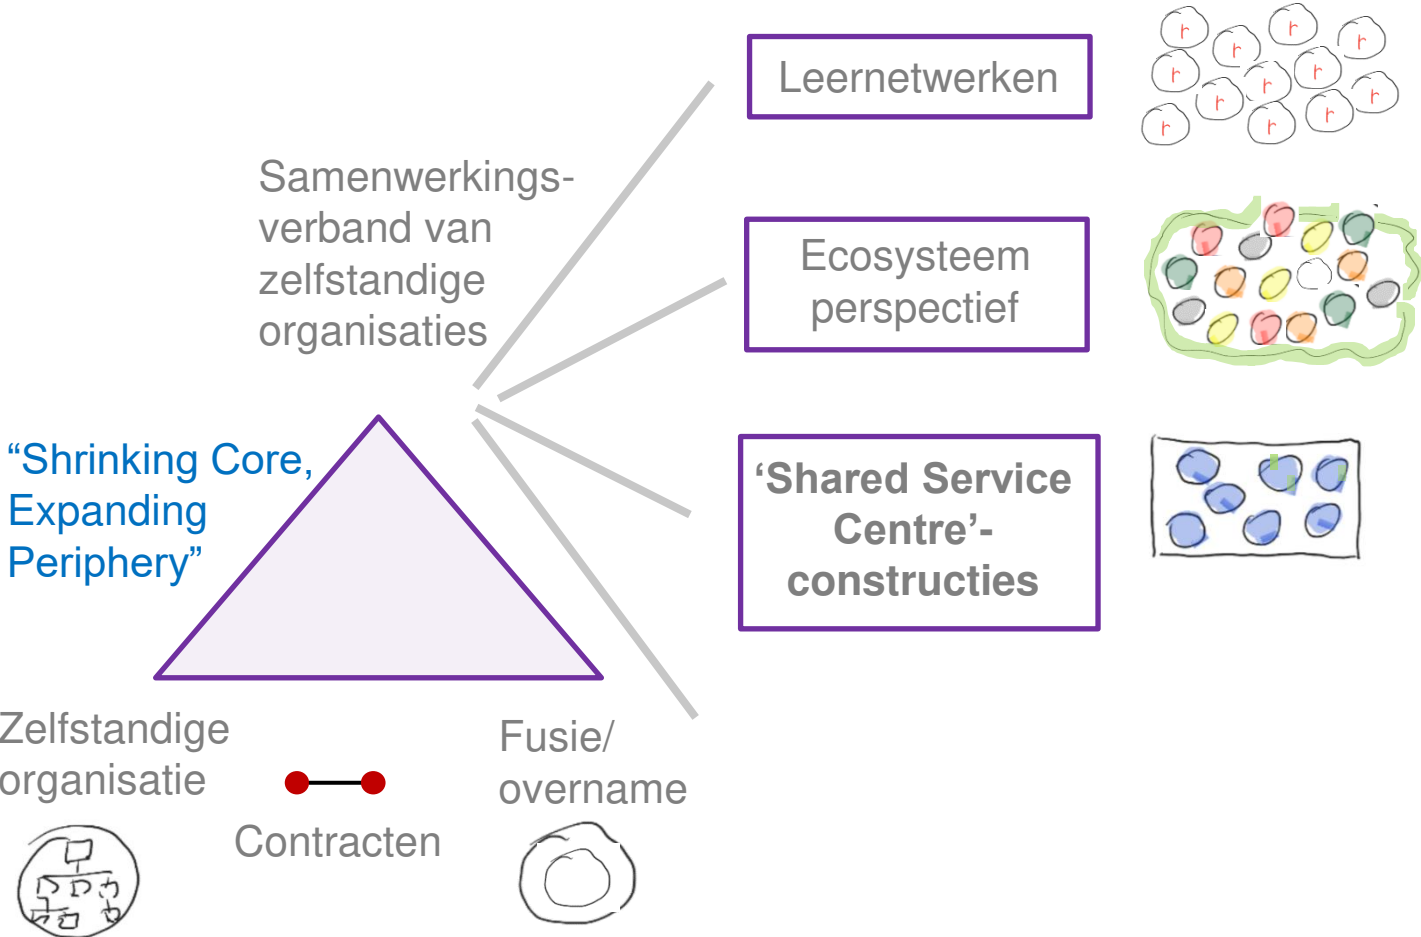 Leernetwerken
r r r r
r r r r
r r r r
Samenwerkings-
verband van
zelfstandige
organisaties
Ecosysteem
perspectief
“Shrinking Core,
Expanding
Periphery”
‘Shared Service
Centre’-
constructies
Zelfstandige
organisatie
Contracten
Fusie/
overname